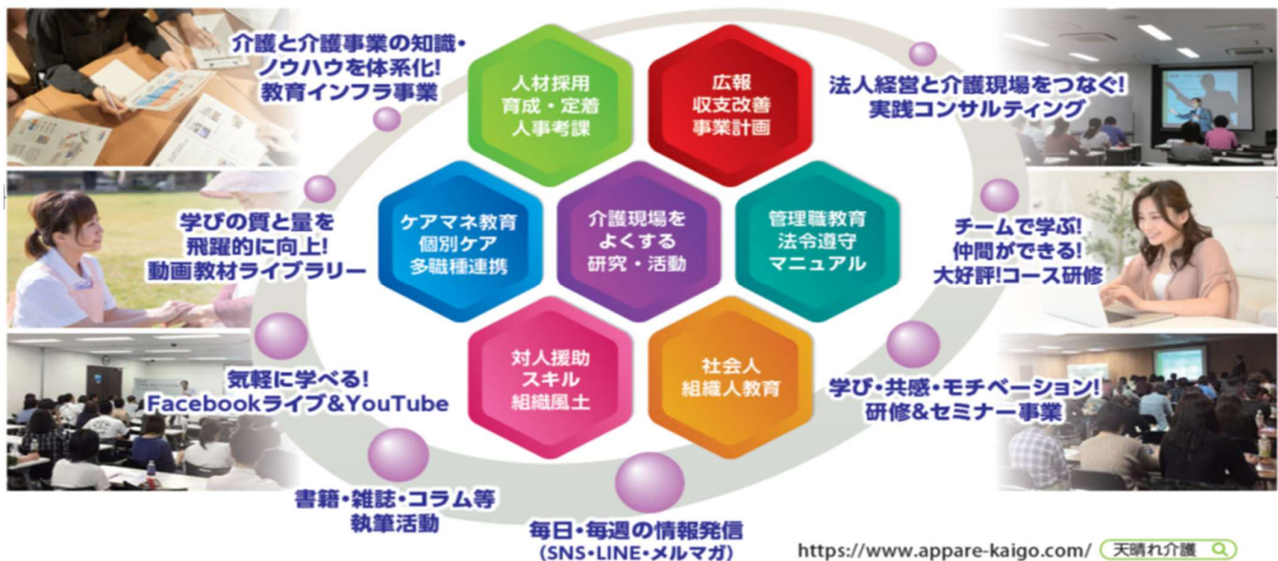 介護と介護事業の知識・
ノウハウを体系化!
教育インフラ事業
人材採用
育成・定着
人事考課
広報
収支改善
事業計画
法人経営と介護現場をつなぐ!
実践コンサルティング
学びの質と量を
飛躍的に向上!
動画教材ライブラリー
ケアマネ教育
個別ケア
多職種連携
介護現場を
よくする
研究・活動
管理職教育
法令遵守
マニュアル
チームで学ぶ!
仲間ができる!
大好評!コース研修
気軽に学べる!
Facebookライブ&YouTube
対人援助
スキル
組織風土
社会人
組織人教育
学び・共感・モチベーション!
研修&セミナー事業
書籍・雑誌・コラム等
執筆活動
毎日・毎週の情報発信
(SNS・LINE・メルマガ)
https://www.appare-kaigo.com/ 天晴れ介護